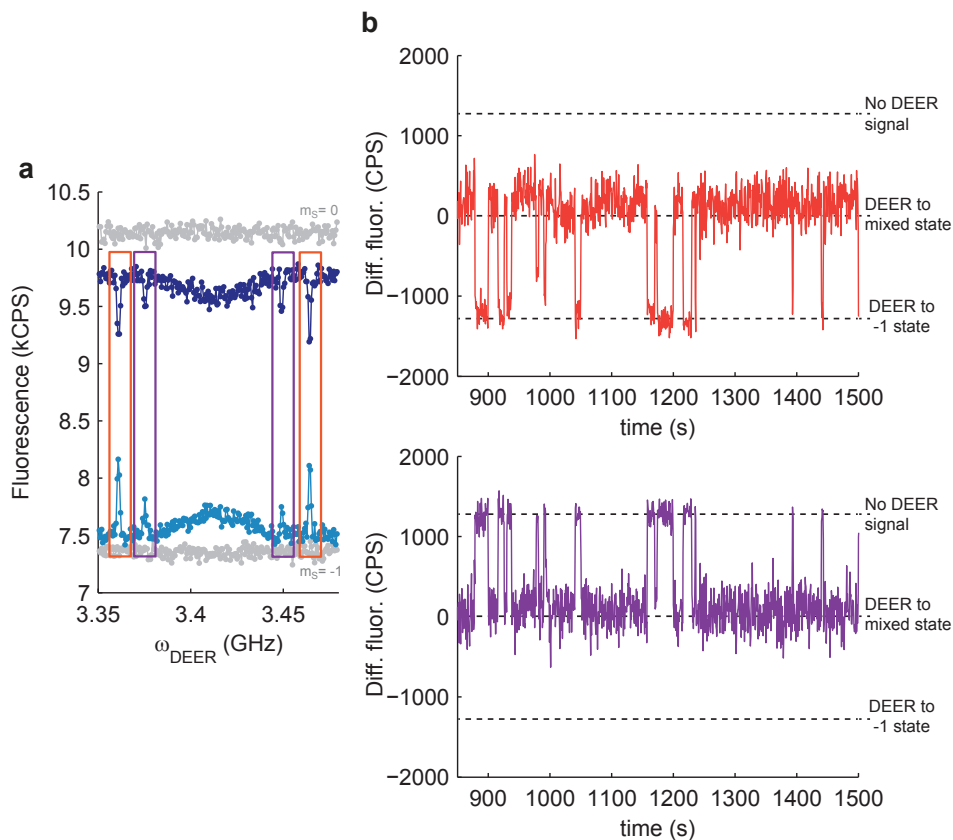 a
10.5
10
9.5
9
8.5
8
7.5
7
Fluorescence (kCPS)
mS= 0
mS= -1
3.35
3.4
3.45
ωDEER (GHz)
b
2000
1000
0
−1000
−2000
Diff. fluor. (CPS)
No DEER
signal
DEER to
mixed state
DEER to
-1 state
900
1000
1100
1200
1300
1400
1500
time (s)
2000
1000
0
−1000
−2000
Diff. fluor. (CPS)
No DEER
signal
DEER to
mixed state
DEER to
-1 state
900
1000
1100
1200
1300
1400
1500
time (s)